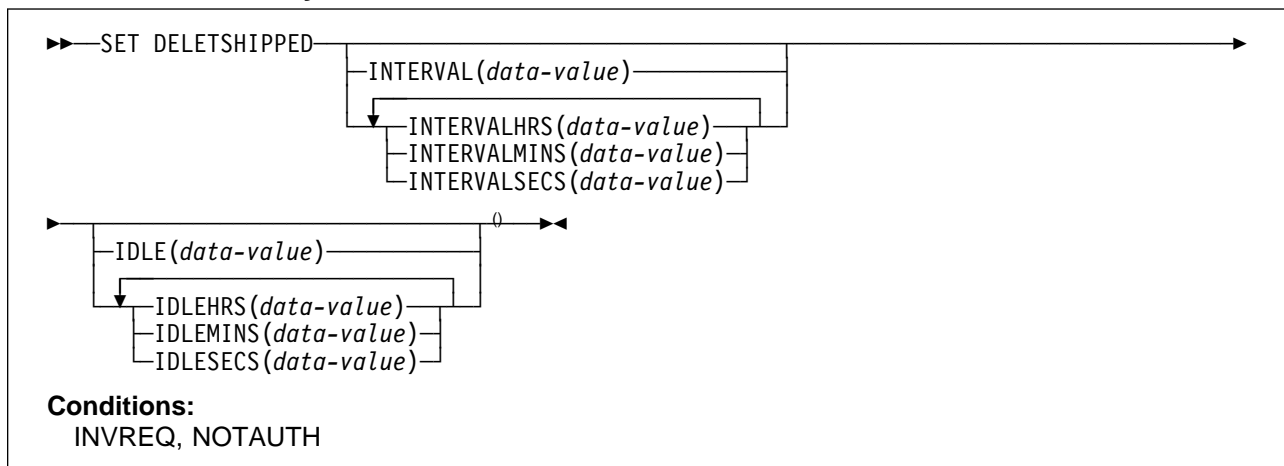 SET DELETSHIPPED
INTERVAL(data-value)
INTERVALHRS(data-value)
INTERVALMINS(data-value)
INTERVALSECS(data-value)
()
IDLE(data-value)
IDLEHRS(data-value)
IDLEMINS(data-value)
IDLESECS(data-value)
Conditions:
INVREQ, NOTAUTH